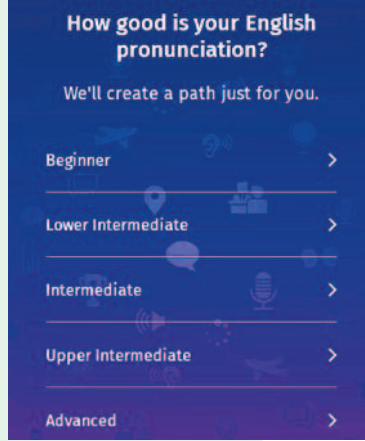 How good is your English
pronunciation?
We'll create a path just for you.
Beginner
Lower Intermediate
Intermediate
Upper Intermediate
Advanced